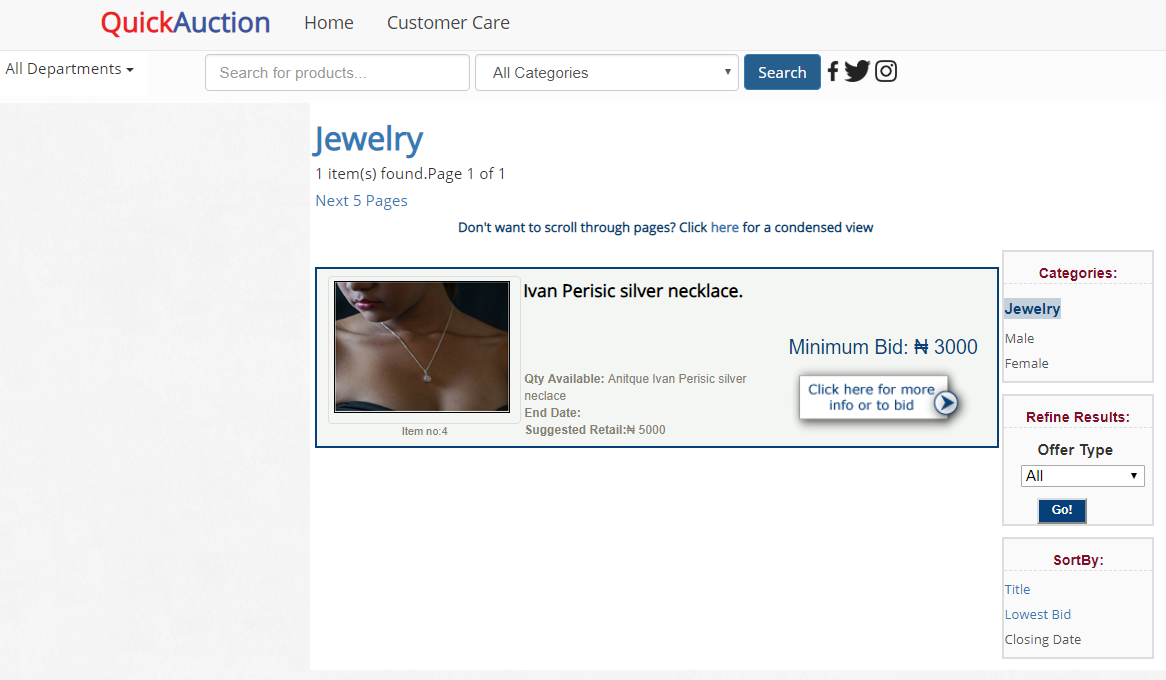 QuickAuction Home Customer Care
All Departments
Search for products...
All Categories
Search
Jewelry
1 item(s) found.Page 1 of 1
Next 5 Pages
Don't want to scroll through pages? Click here for a condensed view
Ivan Perisic silver necklace.
Minimum Bid: ₦ 3000
Qty Available: Anitque Ivan Perisic silver
neclace
End Date:
Suggested Retail:₦ 5000
Item no:4
Click here for more
info or to bid
Categories:
Jewelry
Male
Female
Refine Results:
Offer Type
All
Go!
SortBy:
Title
Lowest Bid
Closing Date